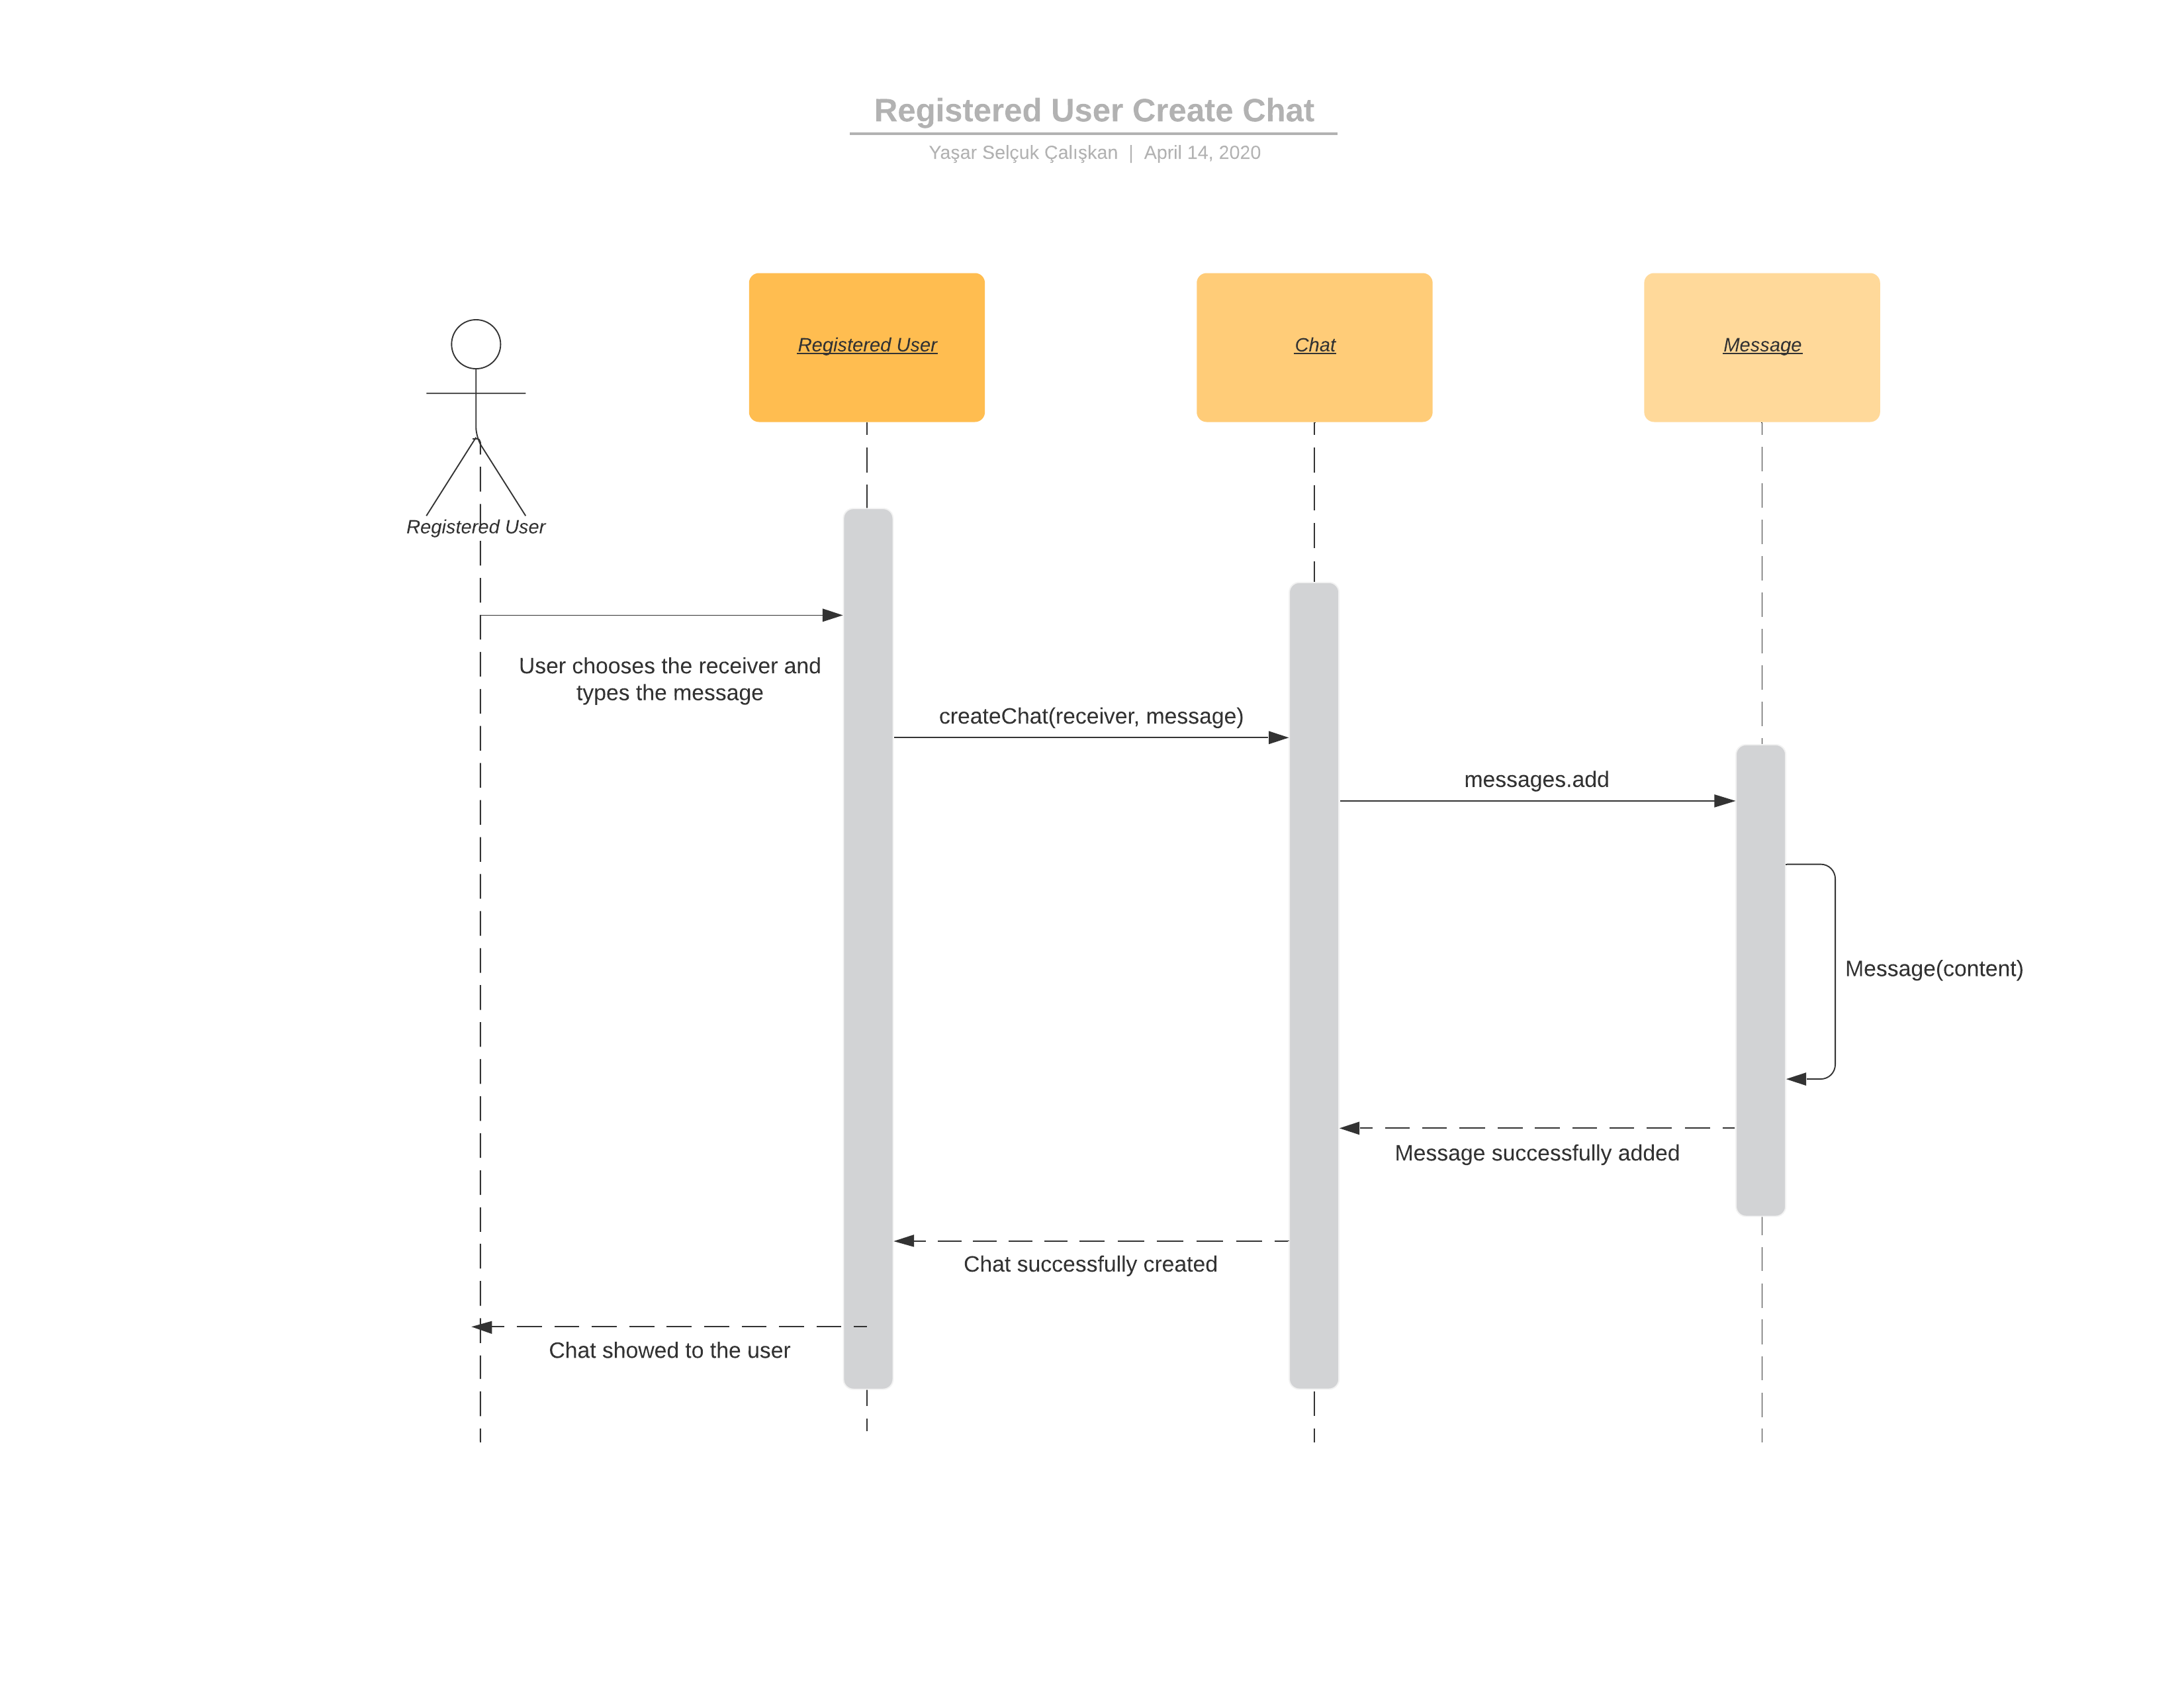 Registered User Create Chat
Yaşar Selçuk Çalışkan | April 14, 2020
Registered User
Chat
Message
Registered User
User chooses the receiver and
types the message
createChat(receiver, message)
messages.add
Message(content)
Message successfully added
Chat successfully created
Chat showed to the user